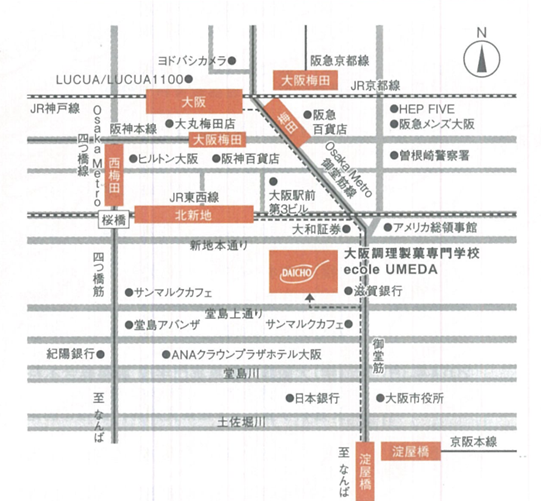 N
ヨドバシカメラ
阪急京都線
大阪梅田
LUCUA/LUCUA1100
JR京都線
JR神戸線
大阪
梅田
阪急
百貨店
HEP FIVE
阪急メンズ大阪
大丸梅田店
阪神本線
大阪梅田
Osaka Metro
四つ橋線
西梅田
ヒルトン大阪
阪神百貨店
Osaka Metro
御堂筋線
曽根崎警察署
JR東西線
大阪駅前
第3ビル
桜橋
北新地
大和証券
アメリカ総領事館
新地本通り
大阪調理製菓専門学校
ecole UMEDA
DAICHO
四つ橋筋
サンマルクカフェ
滋賀銀行
堂島上通り
堂島アバンザ
サンマルクカフェ
御堂筋
紀陽銀行
ANAクラウンプラザホテル大阪
堂島川
至 なんば
日本銀行
大阪市役所
土佐堀川
至 なんば
淀屋橋
淀屋橋
京阪本線